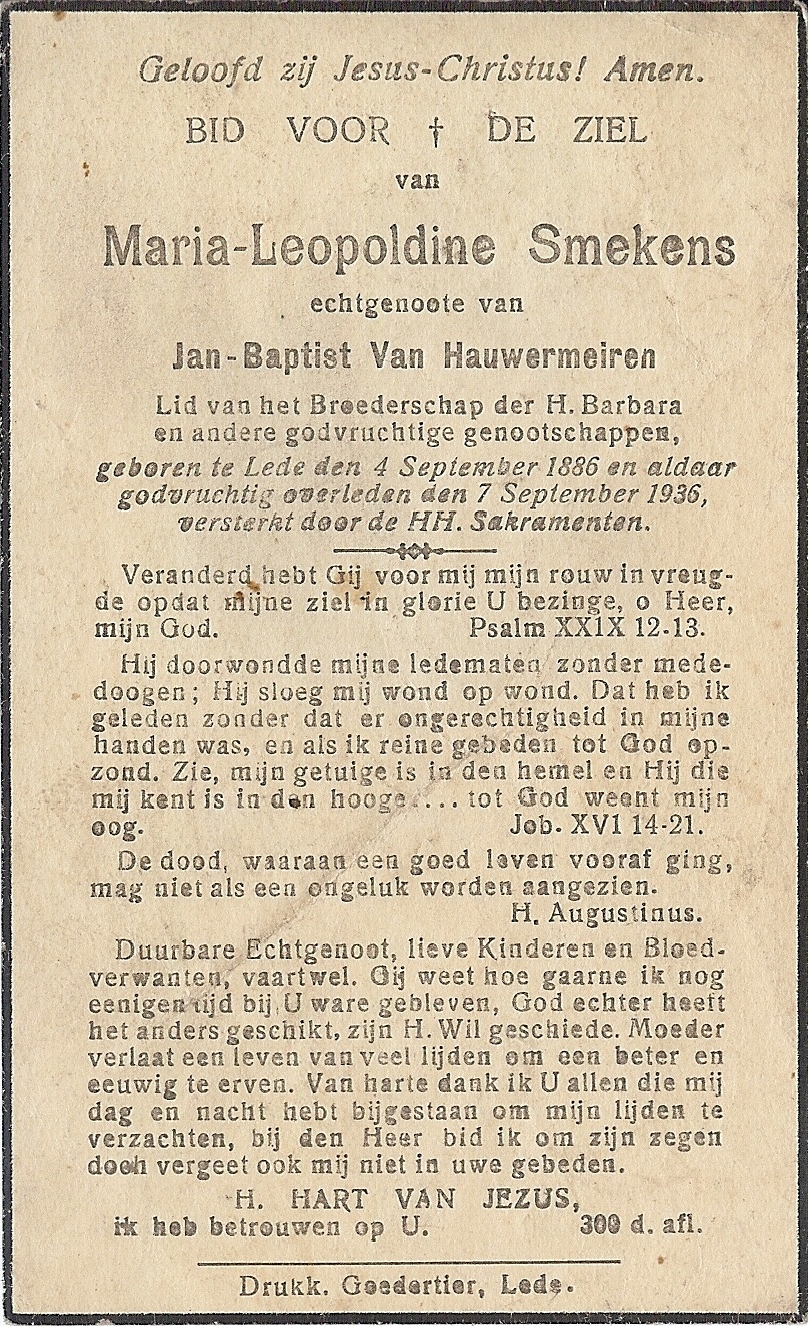 Geloofd zij Jesus-Christus! Amen.
BID VOOR † DE ZIEL
van
Maria-Leopoldine Smekens
echtgenoote van
Jan-Baptist Van Hauwermeiren
Lid van het Broederschap der H. Barbara
en andere godvruchtige genootschappen,
geboren te Lede den 4 September 1886 en aldaar
godvruchtig overleden den 7 September 1936,
versterkt door de HH. Sakramenten.
Veranderd hebt Gij voor mij mijn rouw in vreug-
de opdat mijne ziel in glorie U bezinge, o Heer,
mijn God. Psalm XXIX 12-13.
Hij doorwondde mijne ledematen zonder mede-
doogen; Hij sloeg mij wond op wond. Dat heb ik
geleden zonder dat er ongerechtigheid in mijne
handen was, en als ik reine gebeden tot God op-
zond. Zie, mijn getuige is in den hemel en Hij die
mij kent is in den hooge.... tot God weent mijn
oog. Job. XVI 14-21.
De dood, waaraan een goed leven vooraf ging,
mag niet als een ongeluk worden aangezien.
H. Augustinus.
Duurbare Echtgenoot, lieve Kinderen en Bloed-
verwanten, vaartwel. Gij weet hoe gaarne ik nog
eenigen tijd bij U ware gebleven, God echter heeft
het anders geschikt, zijn H. Wil geschiede. Moeder
verlaat een leven van veel lijden om een beter en
eeuwig te erven. Van harte dank ik U allen die mij
dag en nacht hebt bijgestaan om mijn lijden te
verzachten, bij den Heer bid ik om zijn zegen
doch vergeet ook mij niet in uwe gebeden.
H. HART VAN JEZUS,
ik heb betrouwen op U. 300 d. afl.
Drukk. Goedertier, Lede.